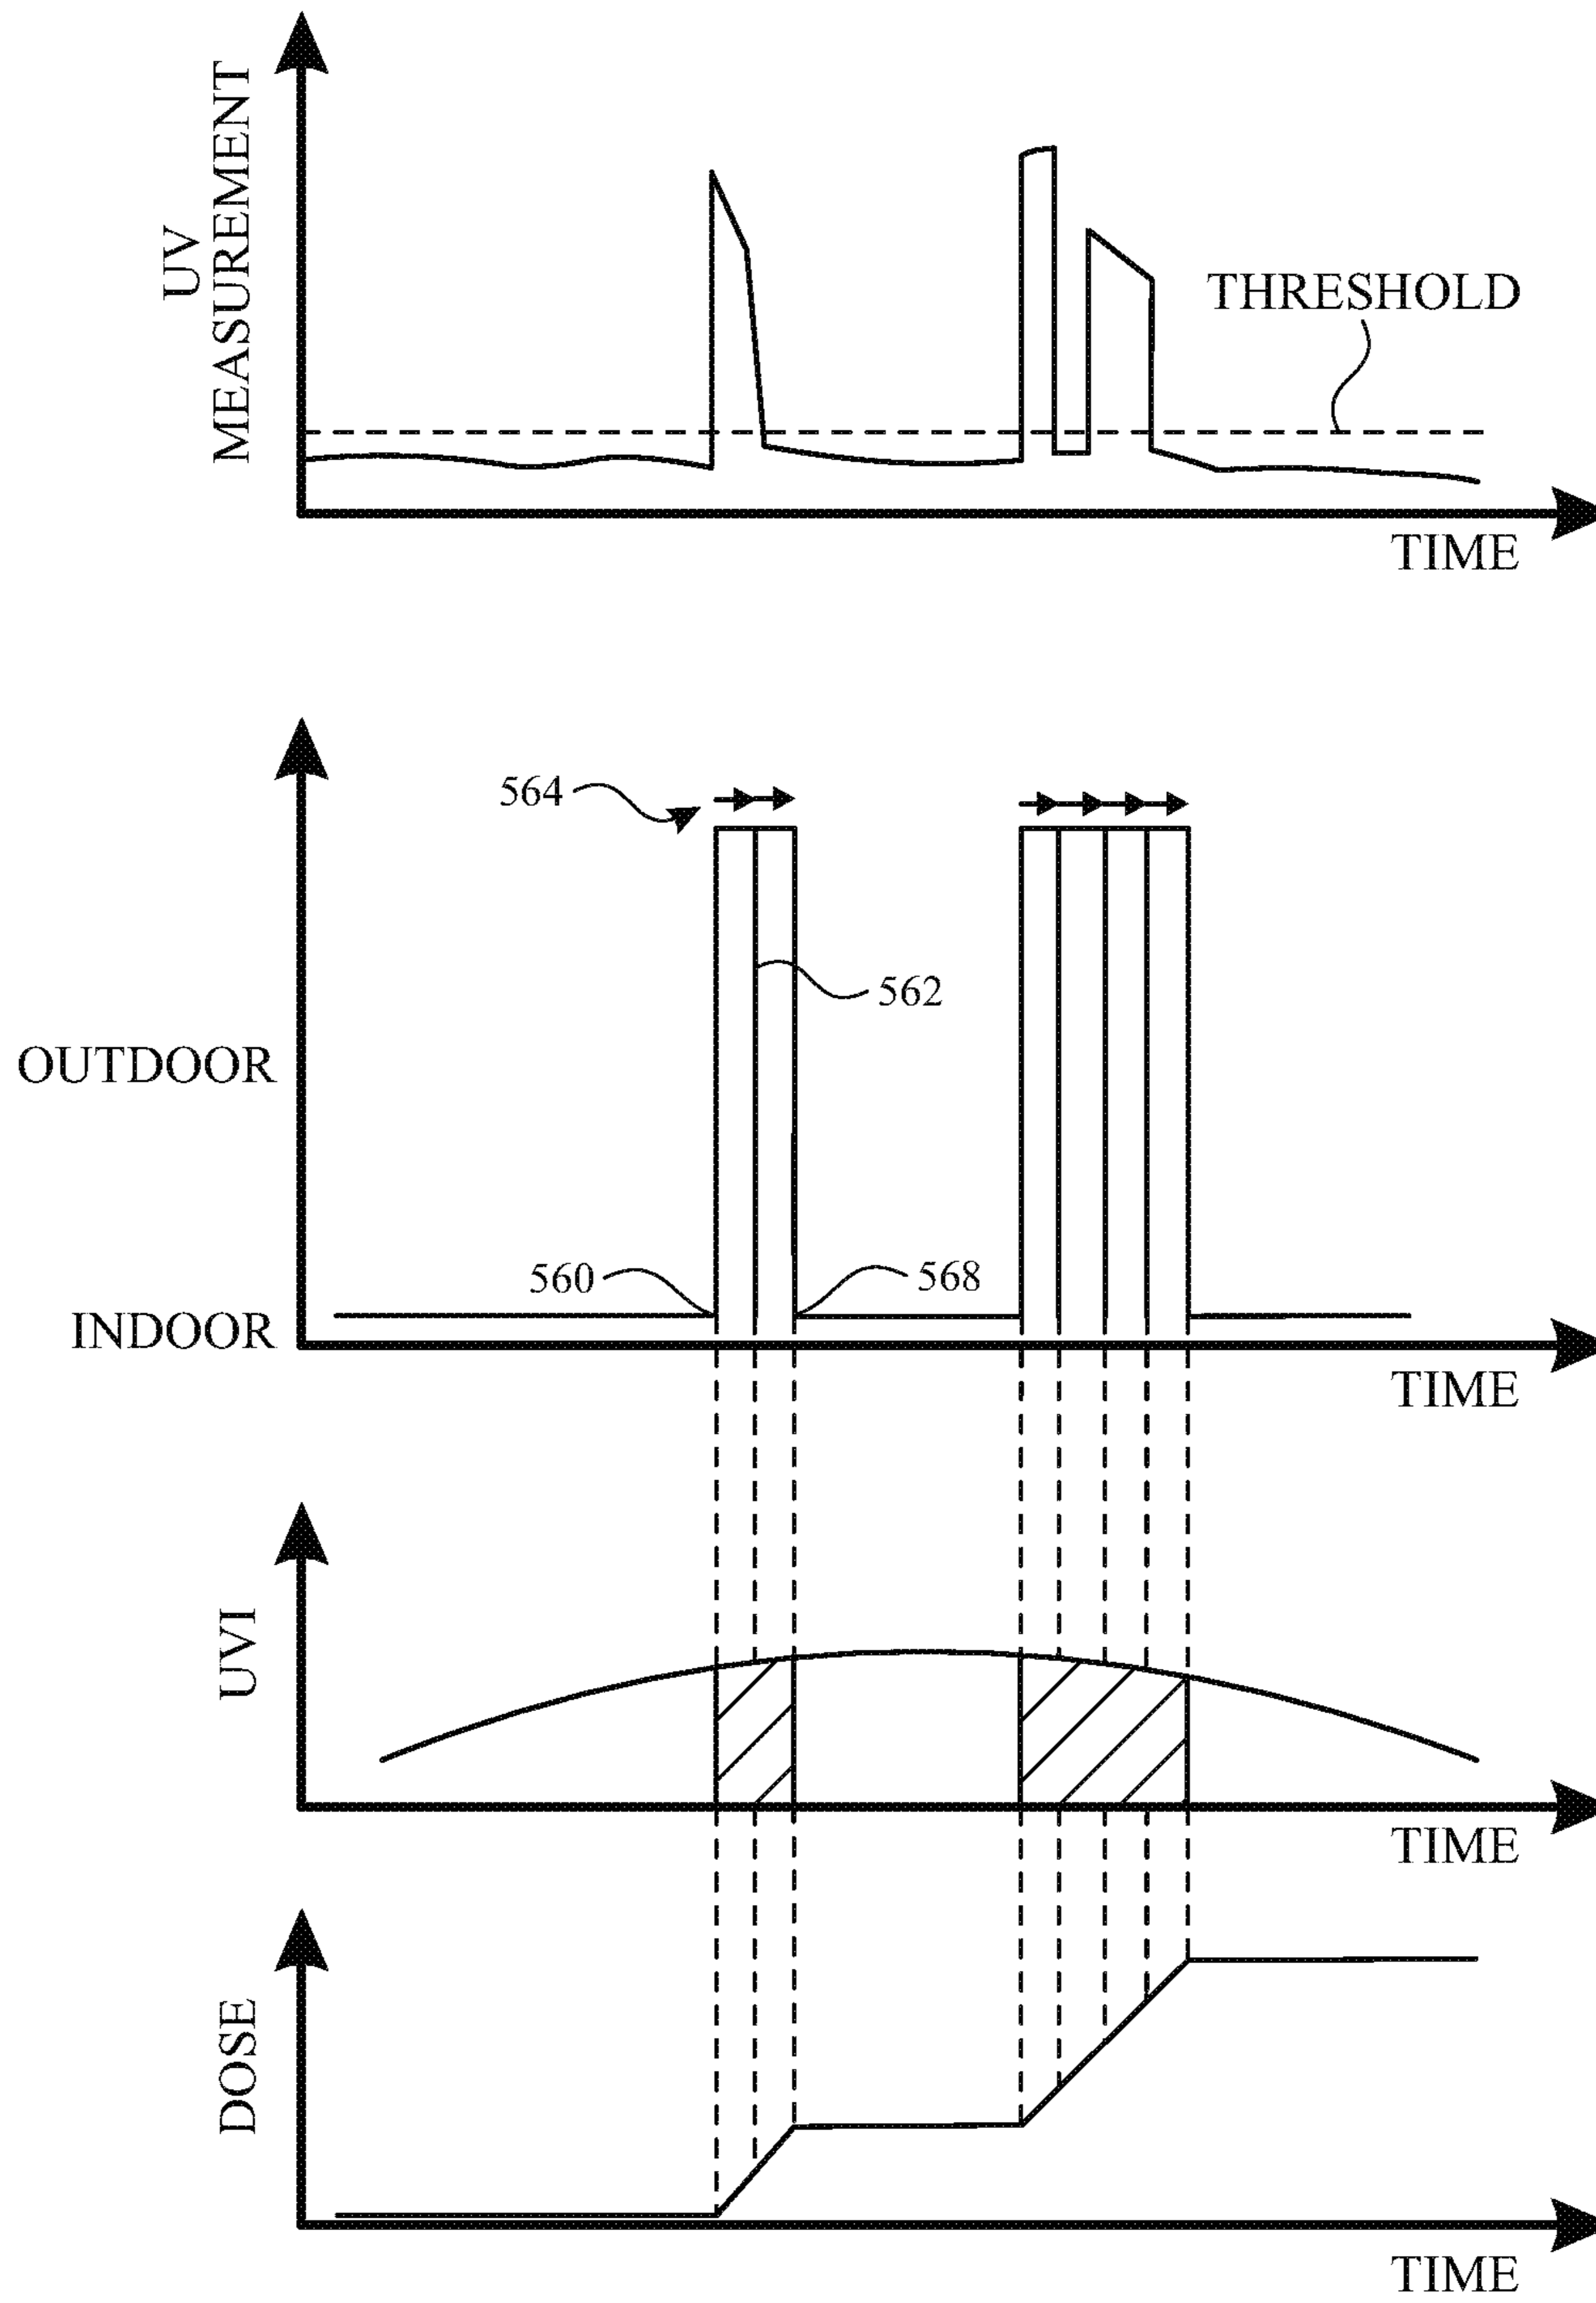 UV
MEASUREMENT
THRESHOLD
TIME
564
562
OUTDOOR
560
568
INDOOR
TIME
UVI
TIME
DOSE
TIME